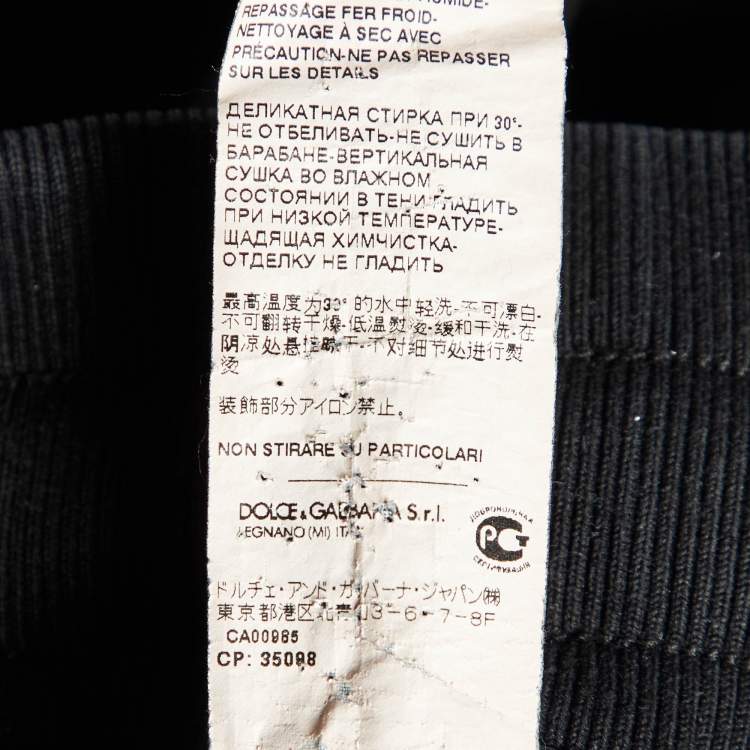 REPASSAGE FER FROID-
NETTOYAGE À SEC AVEC
PRÉCAUTION-NE PAS REPASSER
SUR LES DETAILS
ДЕЛИКАТНАЯ СТИРКА ПРИ 30°-
НЕ ОТБЕЛИВАТЬ-НЕ СУШИТЬ В
БАРАБАНЕ-ВЕРТИКАЛЬНАЯ
СУШКА ВО ВЛАЖНОМ
СОСТОЯНИИ В ТЕНИ-ГЛАДИТЬ
ПРИ НИЗКОЙ ТЕМПЕРАТУРЕ-
ЩАДЯЩАЯ ХИМЧИСТКА-
ОТДЕЛКУ НЕ ГЛАДИТЬ
最高温度为30°的水中轻洗-不可漂白-
不可翻转干燥-低温熨烫-缓和干洗-在
阴凉处悬挂晾干-不对细节处进行熨
烫
装飾部分アイロン禁止。
NON STIRARE SU PARTICOLARI
DOLCE & GABBANA S.r.l.
LEGNANO (MI) ITALY
PCT
ドルチェ・アンド・ガッバーナ・ジャパン㈱
東京都港区北青山3-6-7-8F
CA00985
CP: 35098